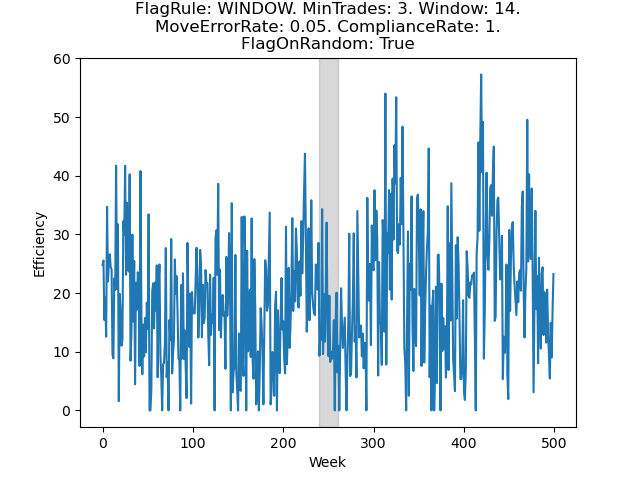 FlagRule: WINDOW. MinTrades: 3. Window: 14.
MoveErrorRate: 0.05. ComplianceRate: 1.
FlagOnRandom: True
60
50
40
30
20
10
0
Efficiency
0 100 200 300 400 500
Week